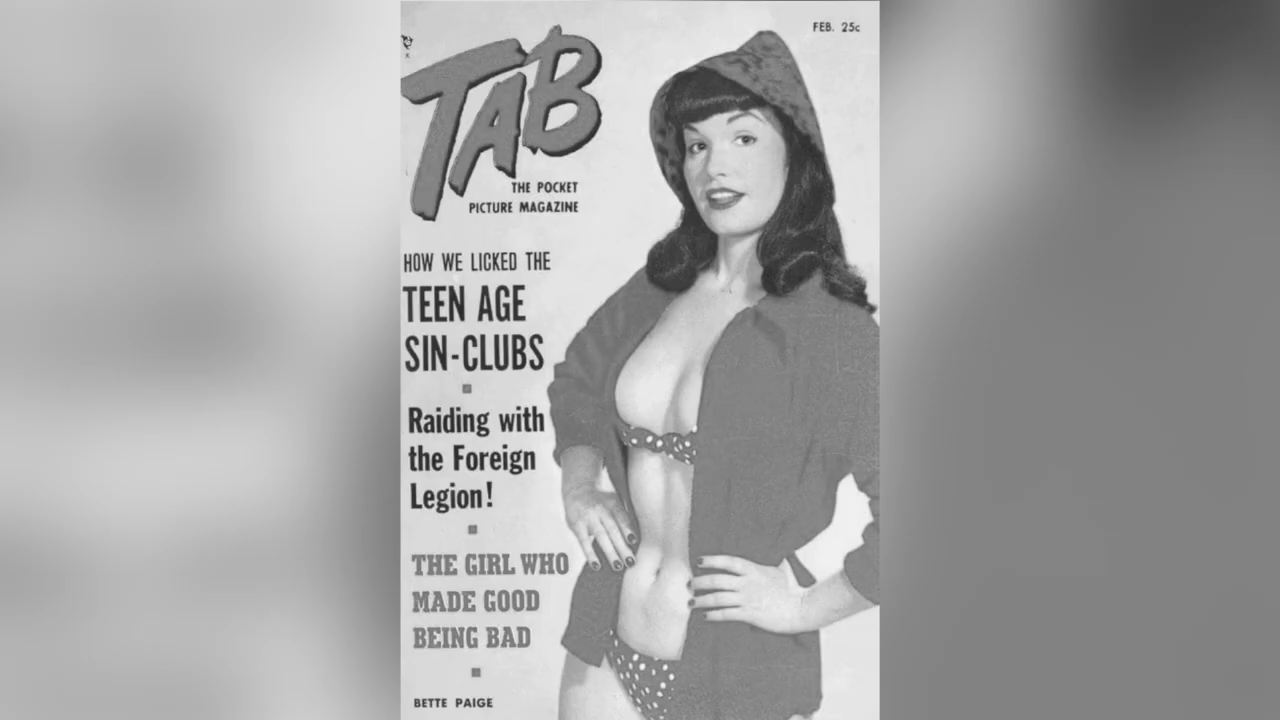 FEB. 25c
TAB
THE POCKET
PICTURE MAGAZINE
HOW WE LICKED THE
TEEN AGE
SIN-CLUBS
Raiding with
the Foreign
Legion!
THE GIRL WHO
MADE GOOD
BEING BAD
BETTE PAIGE